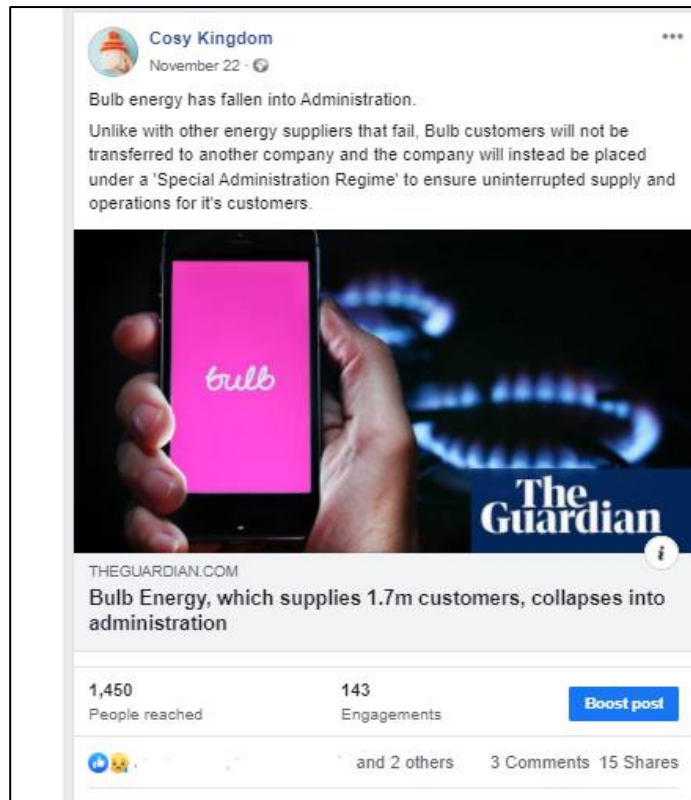 Cosy Kingdom
November 22 ·
Bulb energy has fallen into Administration.
Unlike with other energy suppliers that fail, Bulb customers will not be
transferred to another company and the company will instead be placed
under a 'Special Administration Regime' to ensure uninterrupted supply and
operations for it's customers.
bulb
The
Guardian
i
THEGUARDIAN.COM
Bulb Energy, which supplies 1.7m customers, collapses into
administration
1,450
People reached
143
Engagements
Boost post
and 2 others 3 Comments 15 Shares